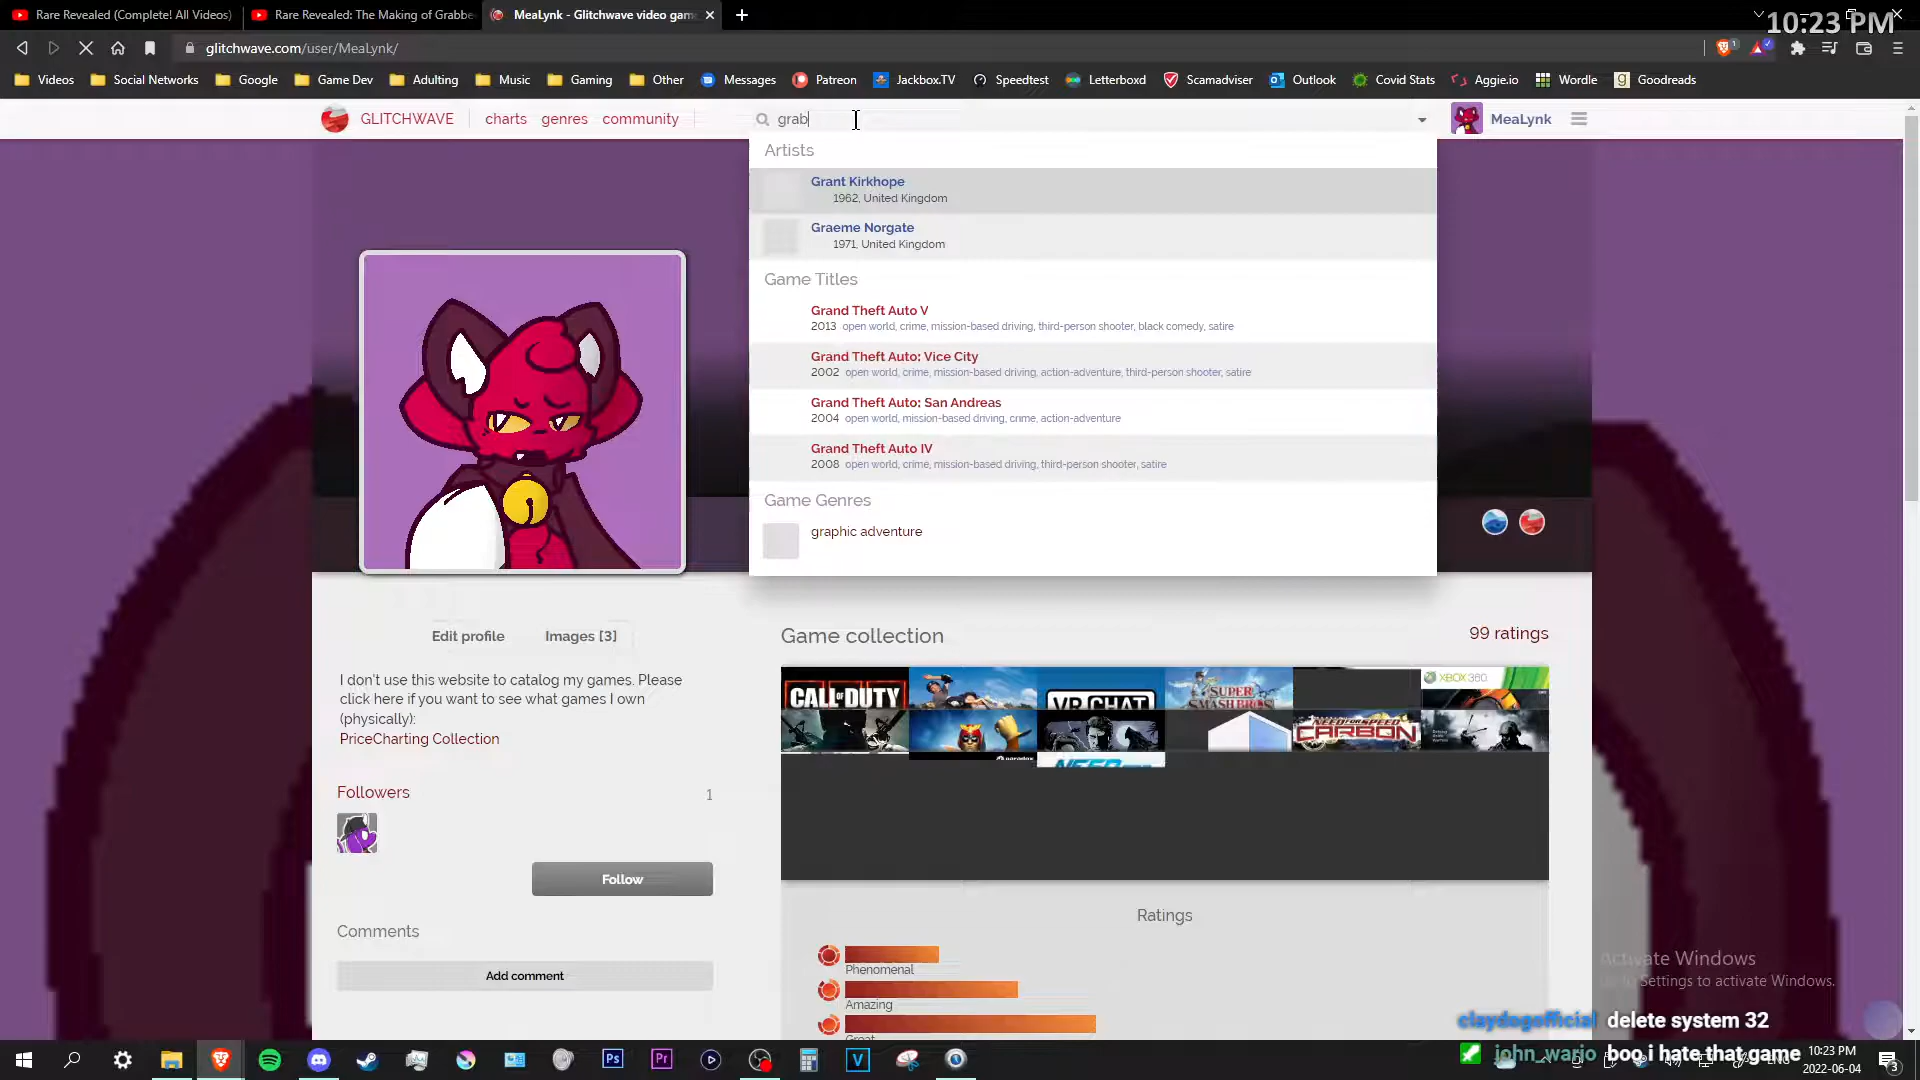 Rare Revealed (Complete! All Videos)
Rare Revealed: The Making of Grabbe
MeaLynk - Glitchwave video gam
10:23 PM
glitchwave.com/user/MeaLynk/
Videos
Social Networks
Google
Game Dev
Adulting
Music
Gaming
Other
Messages
Patreon
Jackbox.TV
Speedtest
Letterboxd
Scamadviser
Outlook
Covid Stats
Aggie.io
Wordle
Goodreads
GLITCHWAVE charts genres community
grab
MeaLynk
Artists
Grant Kirkhope
1962, United Kingdom
Graeme Norgate
1971, United Kingdom
Game Titles
Grand Theft Auto V
2013 open world, crime, mission-based driving, third-person shooter, black comedy, satire
Grand Theft Auto: Vice City
2002 open world, crime, mission-based driving, action-adventure, third-person shooter, satire
Grand Theft Auto: San Andreas
2004 open world, mission-based driving, crime, action-adventure
Grand Theft Auto IV
2008 open world, crime, mission-based driving, third-person shooter, satire
Game Genres
graphic adventure
Edit profile Images [3]
I don't use this website to catalog my games. Please
click here if you want to see what games I own
(physically):
PriceCharting Collection
Followers 1
Follow
Comments
Add comment
Game collection 99 ratings
CALL OF DUTY
VR CHAT
SUPER
SMASH BROS
XBOX 360
NEED FOR SPEED
CARBON
NEED
Ratings
Phenomenal
Amazing
Great
Activate Windows
Settings to activate Windows.
claydogofficial delete system 32
john_wario boo i hate that game
10:23 PM
2022-06-04
3